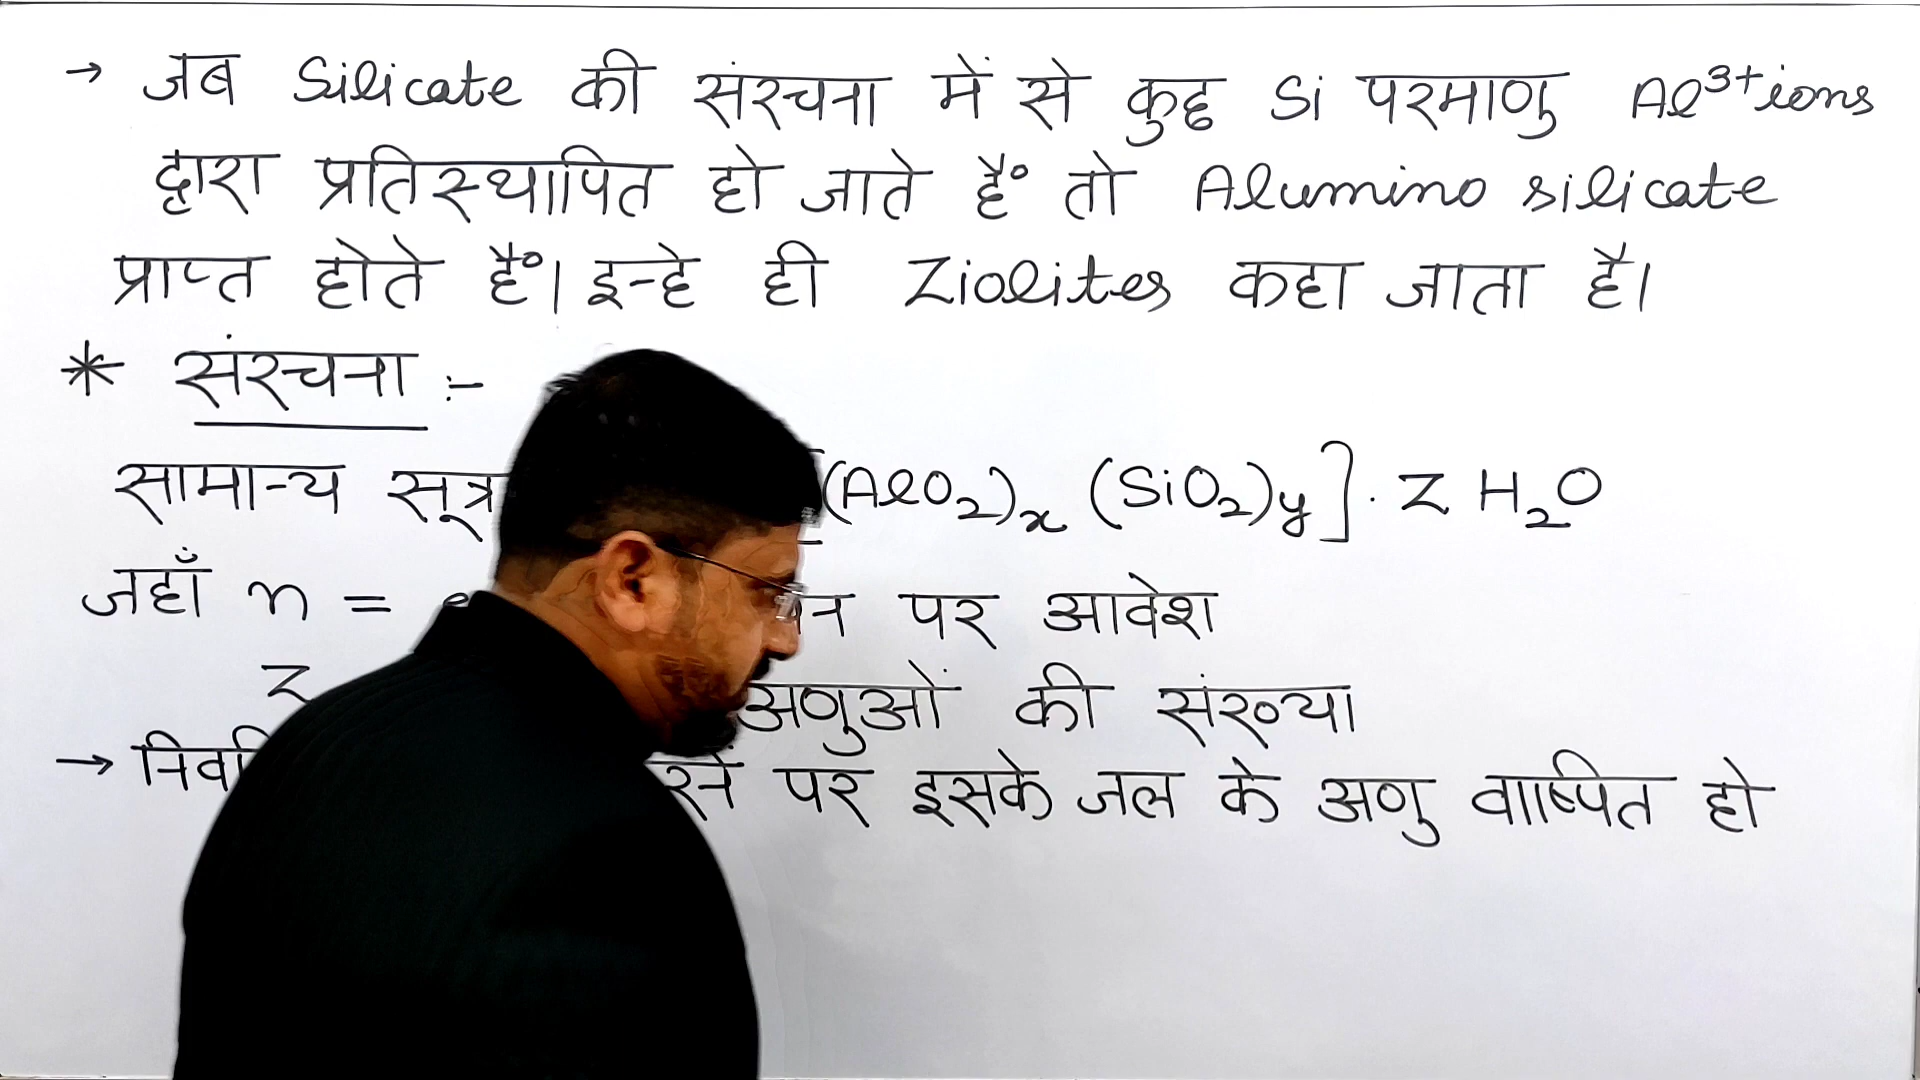 → जब Silicate की संरचना में से कुछ Si परमाणु Al³⁺ions
द्वारा प्रतिस्थापित हो जाते हैं तो Alumino silicate
प्राप्त होते हैं। इन्हे ही Ziolites कहा जाता है।
* संरचना :-
सामान्य सूत्र [(AlO₂)ₓ (SiO₂)y] . Z H₂O
जहाँ n = पर आवेश
Z अणुओं की संख्या
→ पर इसके जल के अणु वाष्पित हो